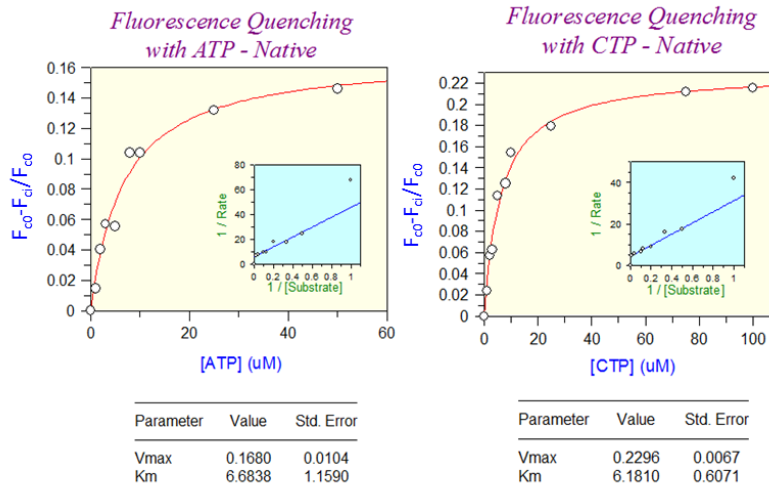 Fluorescence Quenching
with ATP - Native
0.16
0.14
0.12
0.1
0.08
0.06
0.04
0.02
0
Fc0-Fci/Fc0
0 20 40 60
[ATP] (uM)
80
60
40
20
0
1 / Rate
0 0.2 0.4 0.6 0.8 1
1 / [Substrate]
Parameter Value Std. Error
Vmax 0.1680 0.0104
Km 6.6838 1.1590
Fluorescence Quenching
with CTP - Native
0.22
0.2
0.18
0.16
0.14
0.12
0.1
0.08
0.06
0.04
0.02
0
Fc0-Fci/Fc0
0 20 40 60 80 100
[CTP] (uM)
40
20
0
1 / Rate
0 0.2 0.4 0.6 0.8 1
1 / [Substrate]
Parameter Value Std. Error
Vmax 0.2296 0.0067
Km 6.1810 0.6071